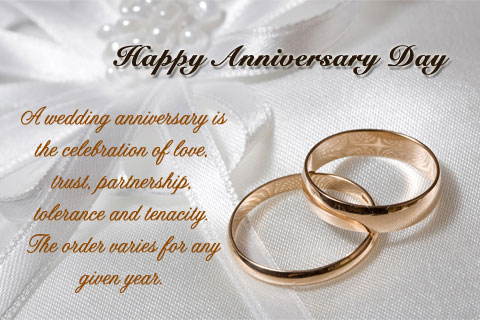 Happy Anniversary Day
A wedding anniversary is
the celebration of love,
trust, partnership,
tolerance and tenacity.
The order varies for any
given year.